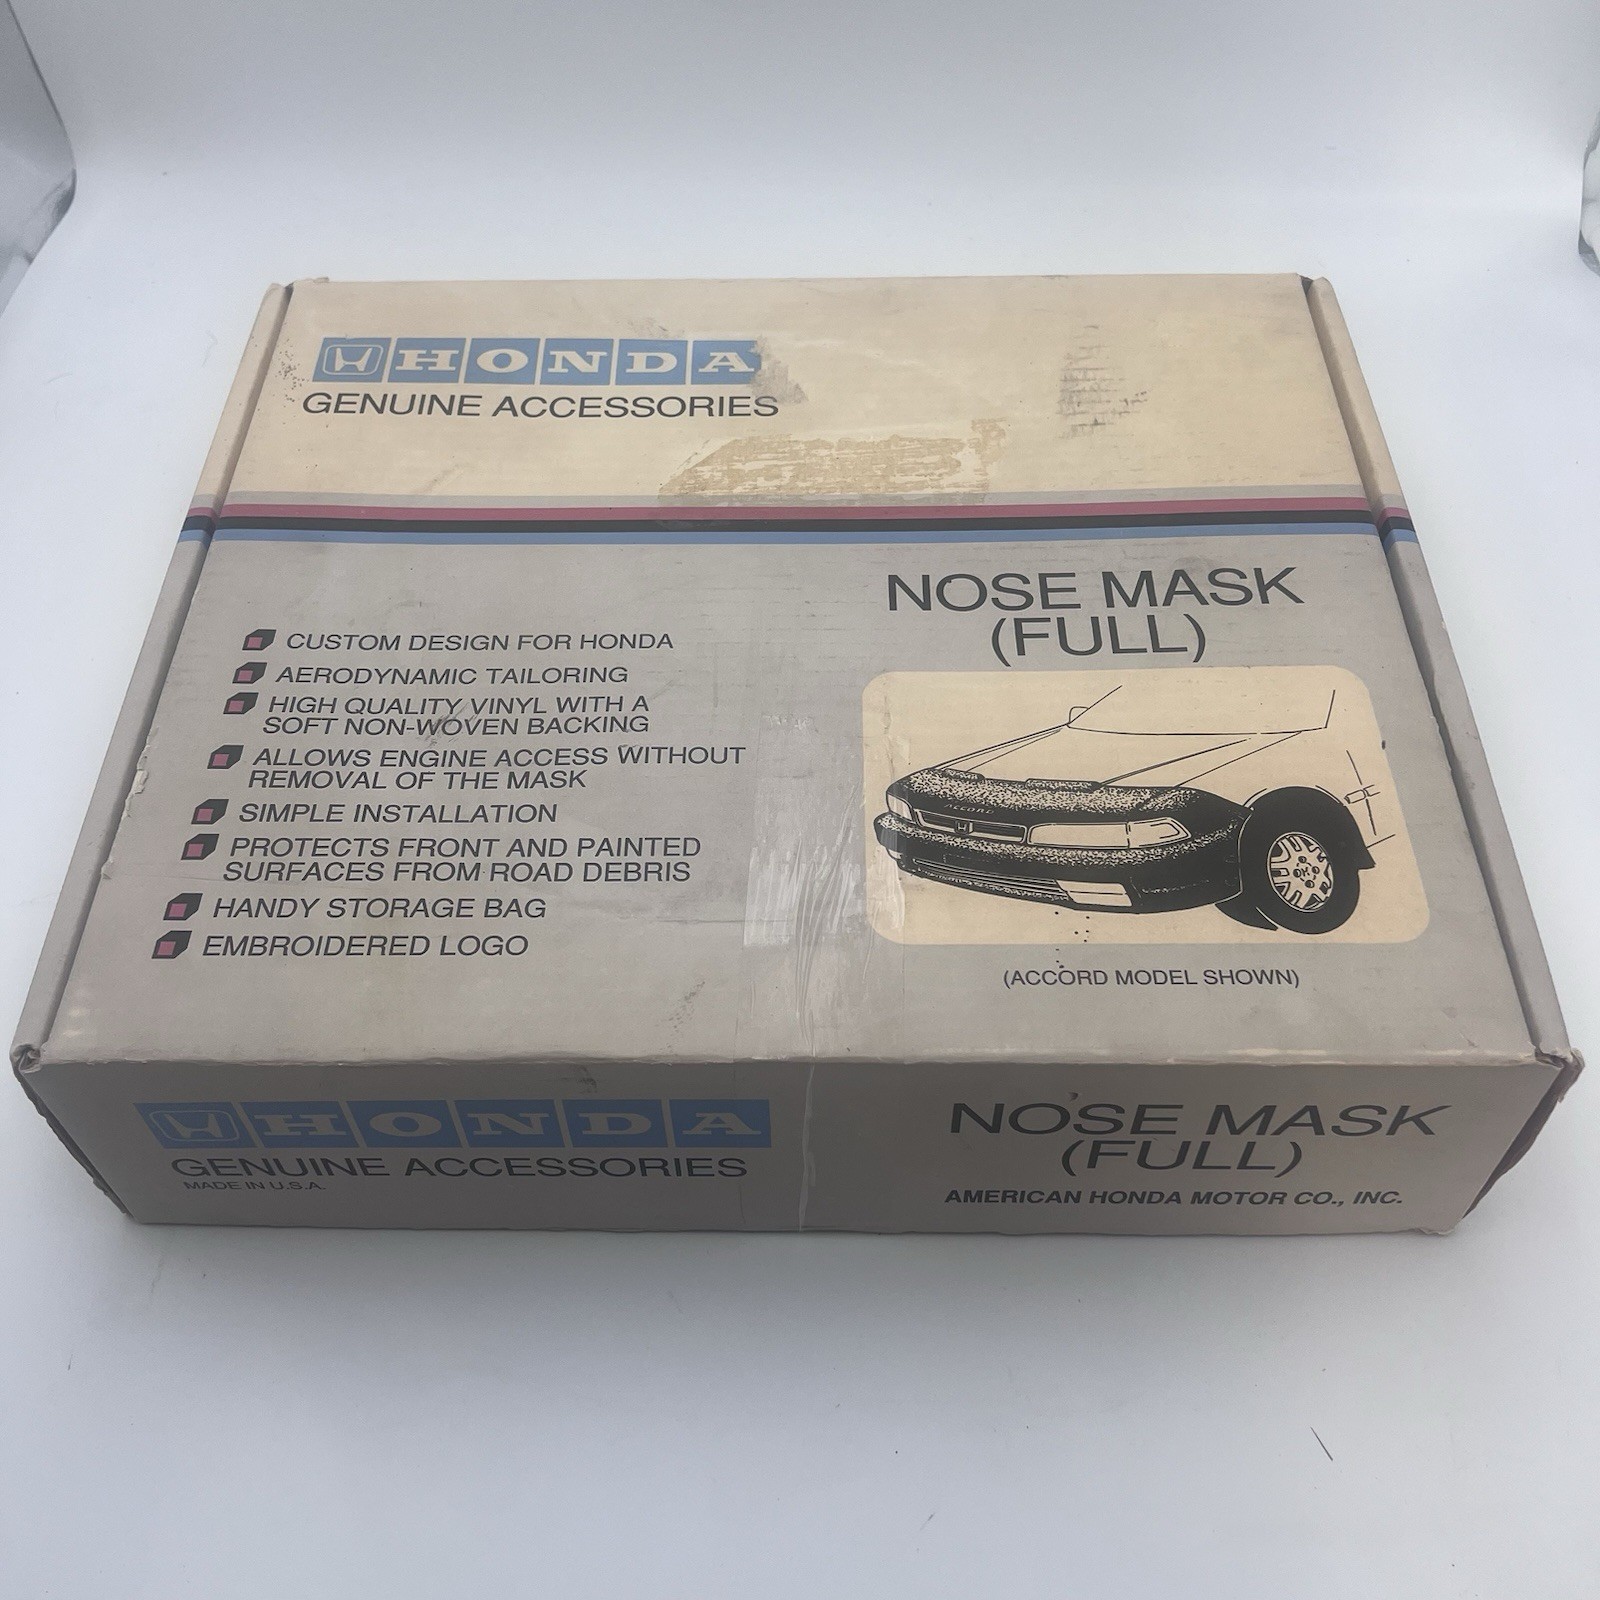 HONDA
GENUINE ACCESSORIES
NOSE MASK
(FULL)
CUSTOM DESIGN FOR HONDA
AERODYNAMIC TAILORING
HIGH QUALITY VINYL WITH A
SOFT NON-WOVEN BACKING
ALLOWS ENGINE ACCESS WITHOUT
REMOVAL OF THE MASK
SIMPLE INSTALLATION
PROTECTS FRONT AND PAINTED
SURFACES FROM ROAD DEBRIS
HANDY STORAGE BAG
EMBROIDERED LOGO
ACCORD
(ACCORD MODEL SHOWN)
HONDA
GENUINE ACCESSORIES
MADE IN U.S.A.
NOSE MASK
(FULL)
AMERICAN HONDA MOTOR CO., INC.